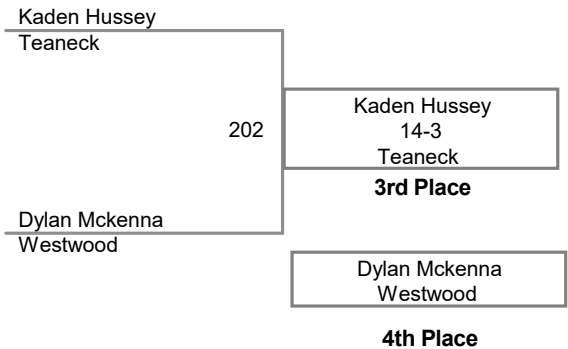 Kaden Hussey
Teaneck
202
Kaden Hussey
14-3
Teaneck
3rd Place
Dylan Mckenna
Westwood
Dylan Mckenna
Westwood
4th Place